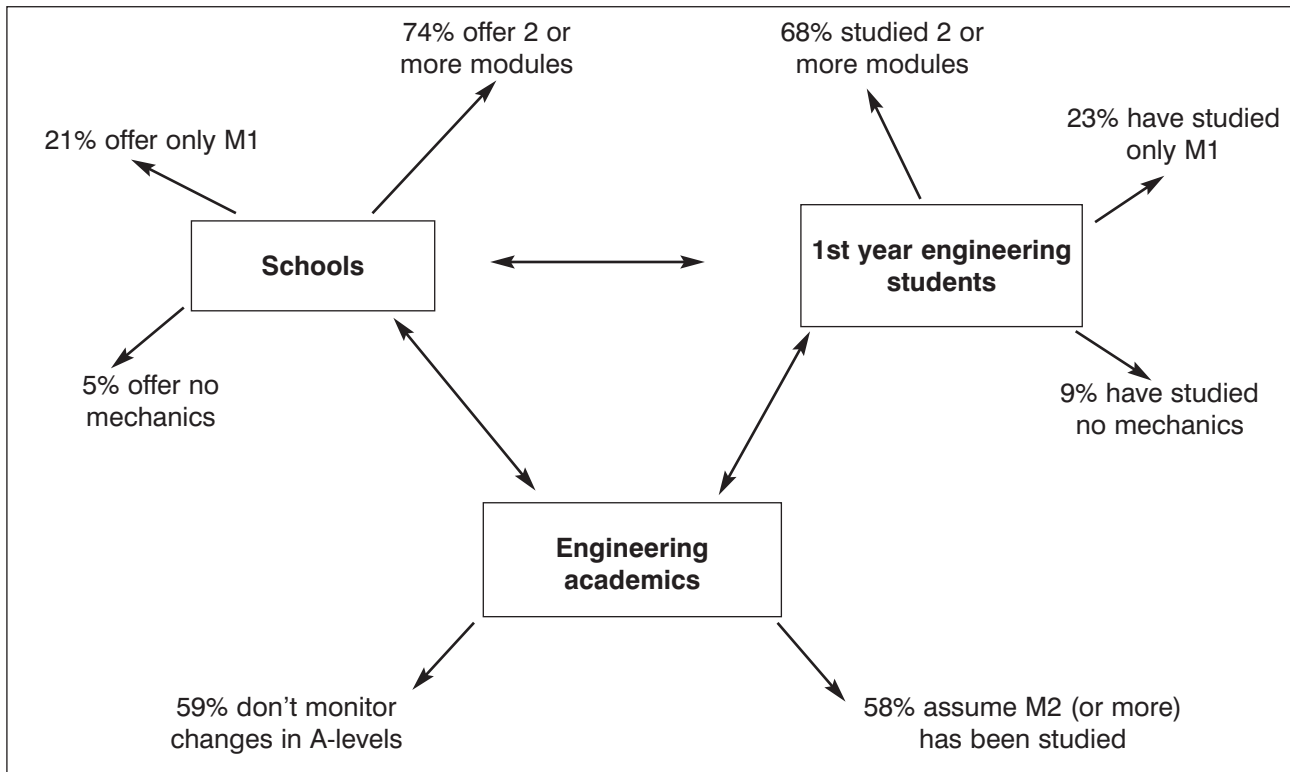 74% offer 2 or
more modules
68% studied 2 or
more modules
21% offer only M1
23% have studied
only M1
Schools
1st year engineering
students
5% offer no
mechanics
9% have studied
no mechanics
Engineering
academics
59% don't monitor
changes in A-levels
58% assume M2 (or more)
has been studied